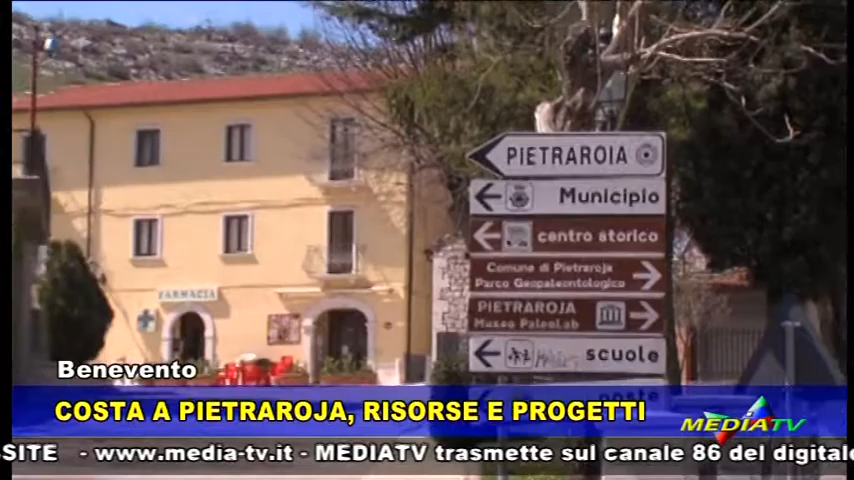 FARMACIA
PIETRAROIA
Municipio
centro storico
Comune di Pietraroja
Parco Geopaleontologico
PIETRAROJA
Museo PaleoLab
scuole
poste
Benevento
COSTA A PIETRAROJA, RISORSE E PROGETTI
MEDIATV
SITE - www.media-tv.it - MEDIATV trasmette sul canale 86 del digitale